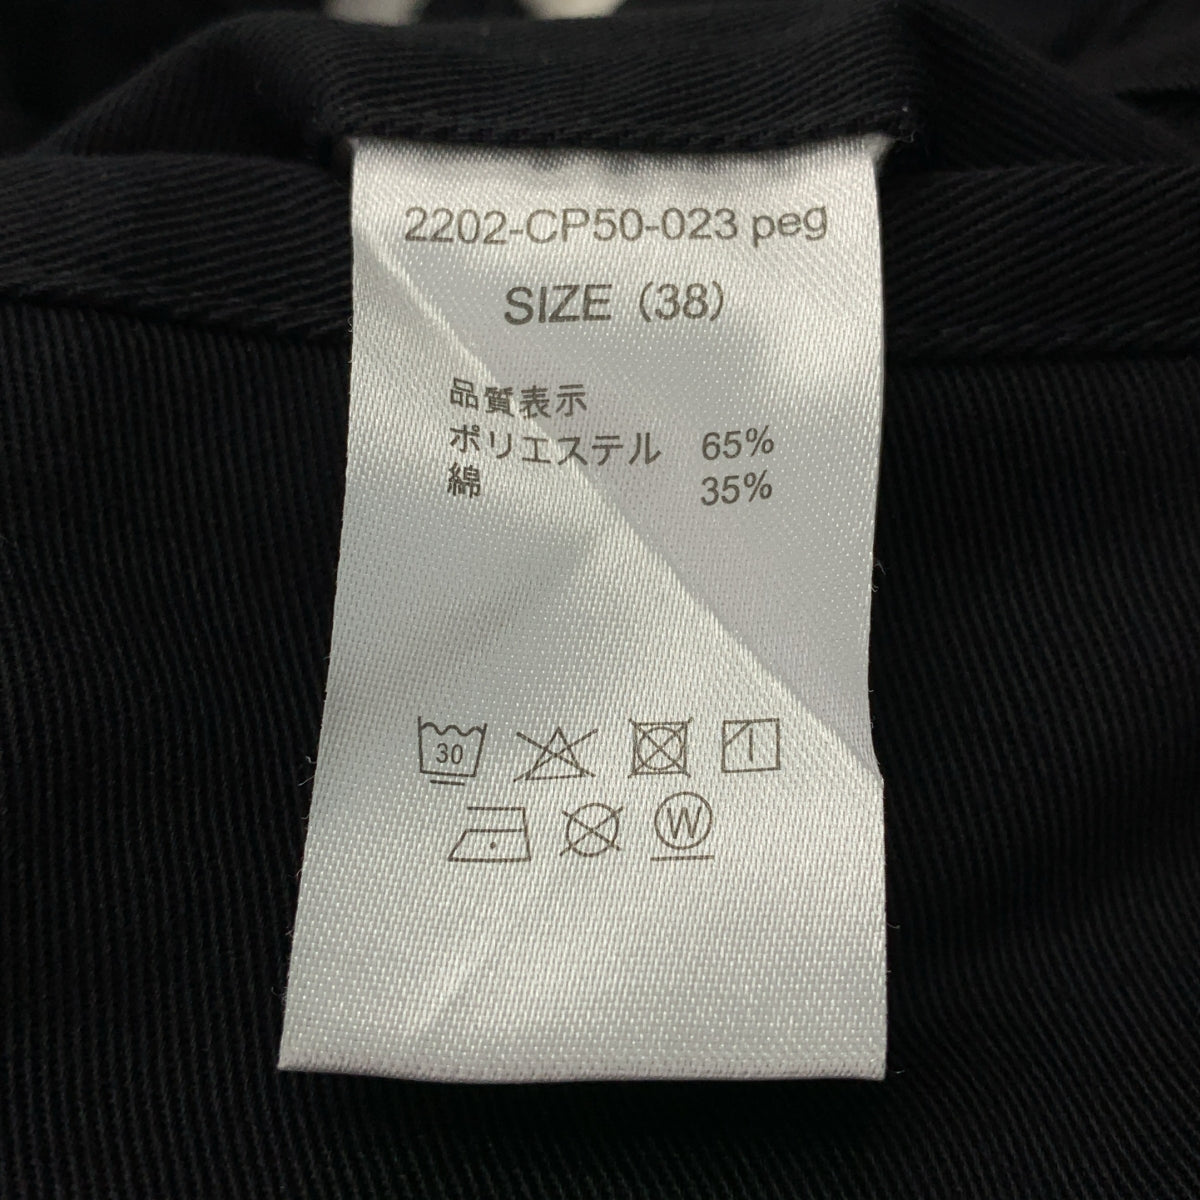 2202-CP50-023 peg
SIZE (38)
品質表示
ポリエステル 65%
綿 35%
30
W